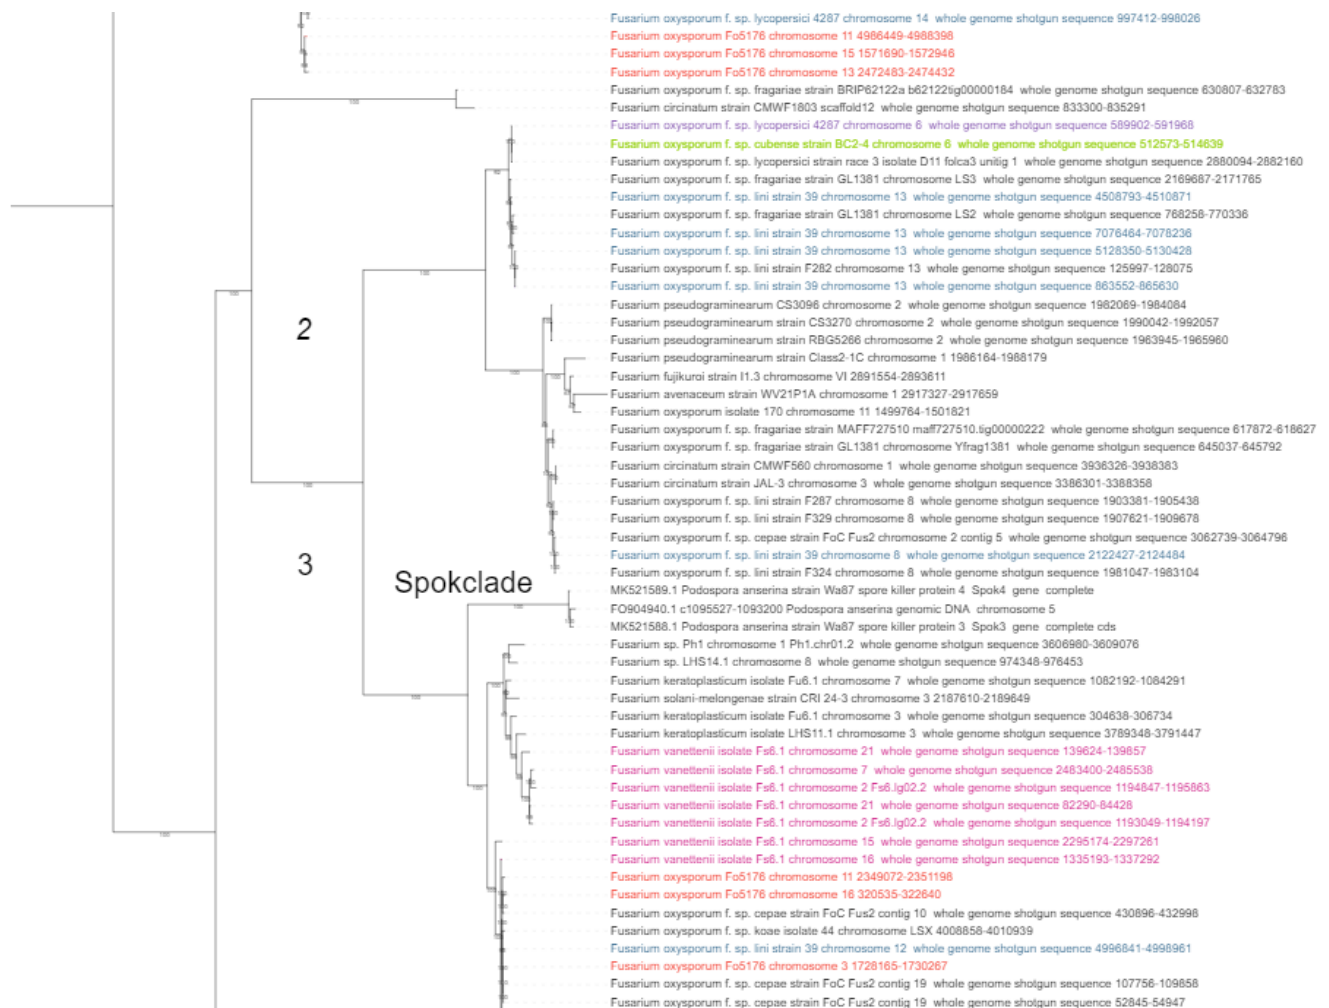 Fusarium oxysporum f. sp. lycopersici 4287 chromosome 14 whole genome shotgun sequence 997412-998026
Fusarium oxysporum Fo5176 chromosome 11 4986449-4988398
Fusarium oxysporum Fo5176 chromosome 15 1571690-1572946
Fusarium oxysporum Fo5176 chromosome 13 2472483-2474432
Fusarium oxysporum f. sp. fragariae strain BRIP62122a b62122tig00000184 whole genome shotgun sequence 630807-632783
100
Fusarium circinatum strain CMWF1803 scaffold12 whole genome shotgun sequence 833300-835291
Fusarium oxysporum f. sp. lycopersici 4287 chromosome 6 whole genome shotgun sequence 589902-591968
Fusarium oxysporum f. sp. cubense strain BC2-4 chromosome 6 whole genome shotgun sequence 512573-514639
Fusarium oxysporum f. sp. lycopersici strain race 3 isolate D11 folca3 unitig 1 whole genome shotgun sequence 2880094-2882160
Fusarium oxysporum f. sp. fragariae strain GL1381 chromosome LS3 whole genome shotgun sequence 2169687-2171765
Fusarium oxysporum f. sp. lini strain 39 chromosome 13 whole genome shotgun sequence 4508793-4510871
Fusarium oxysporum f. sp. fragariae strain GL1381 chromosome LS2 whole genome shotgun sequence 768258-770336
Fusarium oxysporum f. sp. lini strain 39 chromosome 13 whole genome shotgun sequence 7076464-7078236
Fusarium oxysporum f. sp. lini strain 39 chromosome 13 whole genome shotgun sequence 5128350-5130428
Fusarium oxysporum f. sp. lini strain F282 chromosome 13 whole genome shotgun sequence 125997-128075
100
Fusarium oxysporum f. sp. lini strain 39 chromosome 13 whole genome shotgun sequence 863552-865630
100
Fusarium pseudograminearum CS3096 chromosome 2 whole genome shotgun sequence 1982069-1984084
2
Fusarium pseudograminearum strain CS3270 chromosome 2 whole genome shotgun sequence 1990042-1992057
Fusarium pseudograminearum strain RBG5266 chromosome 2 whole genome shotgun sequence 1963945-1965960
Fusarium pseudograminearum strain Class2-1C chromosome 1 1986164-1988179
100
Fusarium fujikuroi strain I1.3 chromosome VI 2891554-2893611
Fusarium avenaceum strain WV21P1A chromosome 1 2917327-2917659
Fusarium oxysporum isolate 170 chromosome 11 1499764-1501821
Fusarium oxysporum f. sp. fragariae strain MAFF727510 maff727510.tig00000222 whole genome shotgun sequence 617872-618627
Fusarium oxysporum f. sp. fragariae strain GL1381 chromosome Yfrag1381 whole genome shotgun sequence 645037-645792
Fusarium circinatum strain CMWF560 chromosome 1 whole genome shotgun sequence 3936326-3938383
Fusarium circinatum strain JAL-3 chromosome 3 whole genome shotgun sequence 3386301-3388358
100
Fusarium oxysporum f. sp. lini strain F287 chromosome 8 whole genome shotgun sequence 1903381-1905438
Fusarium oxysporum f. sp. lini strain F329 chromosome 8 whole genome shotgun sequence 1907621-1909678
Fusarium oxysporum f. sp. cepae strain FoC Fus2 chromosome 2 contig 5 whole genome shotgun sequence 3062739-3064796
Fusarium oxysporum f. sp. lini strain 39 chromosome 8 whole genome shotgun sequence 2122427-2124484
3
Fusarium oxysporum f. sp. lini strain F324 chromosome 8 whole genome shotgun sequence 1981047-1983104
Spokclade
MK521589.1 Podospora anserina strain Wa87 spore killer protein 4 Spok4 gene complete
100
FO904940.1 c1095527-1093200 Podospora anserina genomic DNA chromosome 5
MK521588.1 Podospora anserina strain Wa87 spore killer protein 3 Spok3 gene complete cds
Fusarium sp. Ph1 chromosome 1 Ph1.chr01.2 whole genome shotgun sequence 3606980-3609076
Fusarium sp. LHS14.1 chromosome 8 whole genome shotgun sequence 974348-976453
Fusarium keratoplasticum isolate Fu6.1 chromosome 7 whole genome shotgun sequence 1082192-1084291
100
Fusarium solani-melongenae strain CRI 24-3 chromosome 3 2187610-2189649
100
Fusarium keratoplasticum isolate Fu6.1 chromosome 3 whole genome shotgun sequence 304638-306734
Fusarium keratoplasticum isolate LHS11.1 chromosome 3 whole genome shotgun sequence 3789348-3791447
Fusarium vanettenii isolate Fs6.1 chromosome 21 whole genome shotgun sequence 139624-139857
Fusarium vanettenii isolate Fs6.1 chromosome 7 whole genome shotgun sequence 2483400-2485538
Fusarium vanettenii isolate Fs6.1 chromosome 2 Fs6.lg02.2 whole genome shotgun sequence 1194847-1195863
100
Fusarium vanettenii isolate Fs6.1 chromosome 21 whole genome shotgun sequence 82290-84428
Fusarium vanettenii isolate Fs6.1 chromosome 2 Fs6.lg02.2 whole genome shotgun sequence 1193049-1194197
100
Fusarium vanettenii isolate Fs6.1 chromosome 15 whole genome shotgun sequence 2295174-2297261
Fusarium vanettenii isolate Fs6.1 chromosome 16 whole genome shotgun sequence 1335193-1337292
Fusarium oxysporum Fo5176 chromosome 11 2349072-2351198
Fusarium oxysporum Fo5176 chromosome 16 320535-322640
Fusarium oxysporum f. sp. cepae strain FoC Fus2 contig 10 whole genome shotgun sequence 430896-432998
Fusarium oxysporum f. sp. koae isolate 44 chromosome LSX 4008858-4010939
Fusarium oxysporum f. sp. lini strain 39 chromosome 12 whole genome shotgun sequence 4996841-4998961
Fusarium oxysporum Fo5176 chromosome 3 1728165-1730267
Fusarium oxysporum f. sp. cepae strain FoC Fus2 contig 19 whole genome shotgun sequence 107756-109858
Fusarium oxysporum f. sp. cepae strain FoC Fus2 contig 19 whole genome shotgun sequence 52845-54947